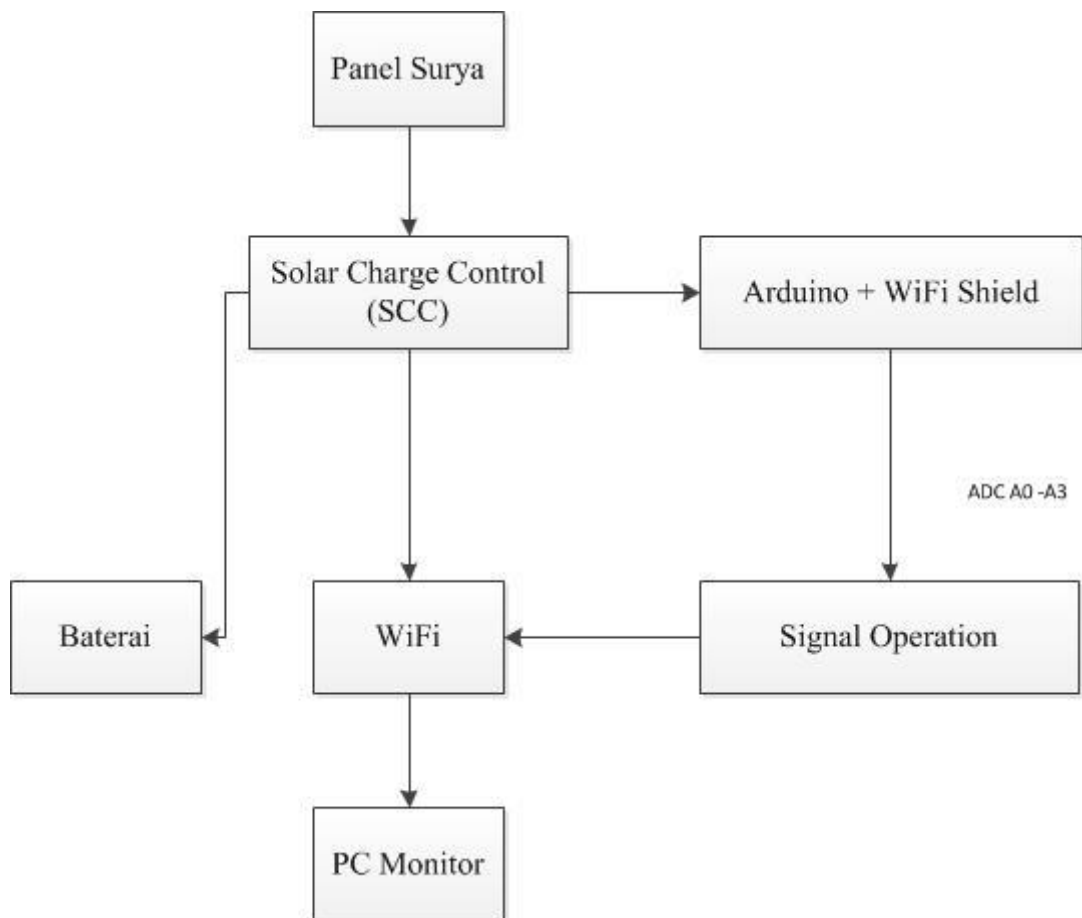 Panel Surya
Solar Charge Control
(SCC)
Arduino + WiFi Shield
ADC A0 -A3
Baterai
WiFi
Signal Operation
PC Monitor